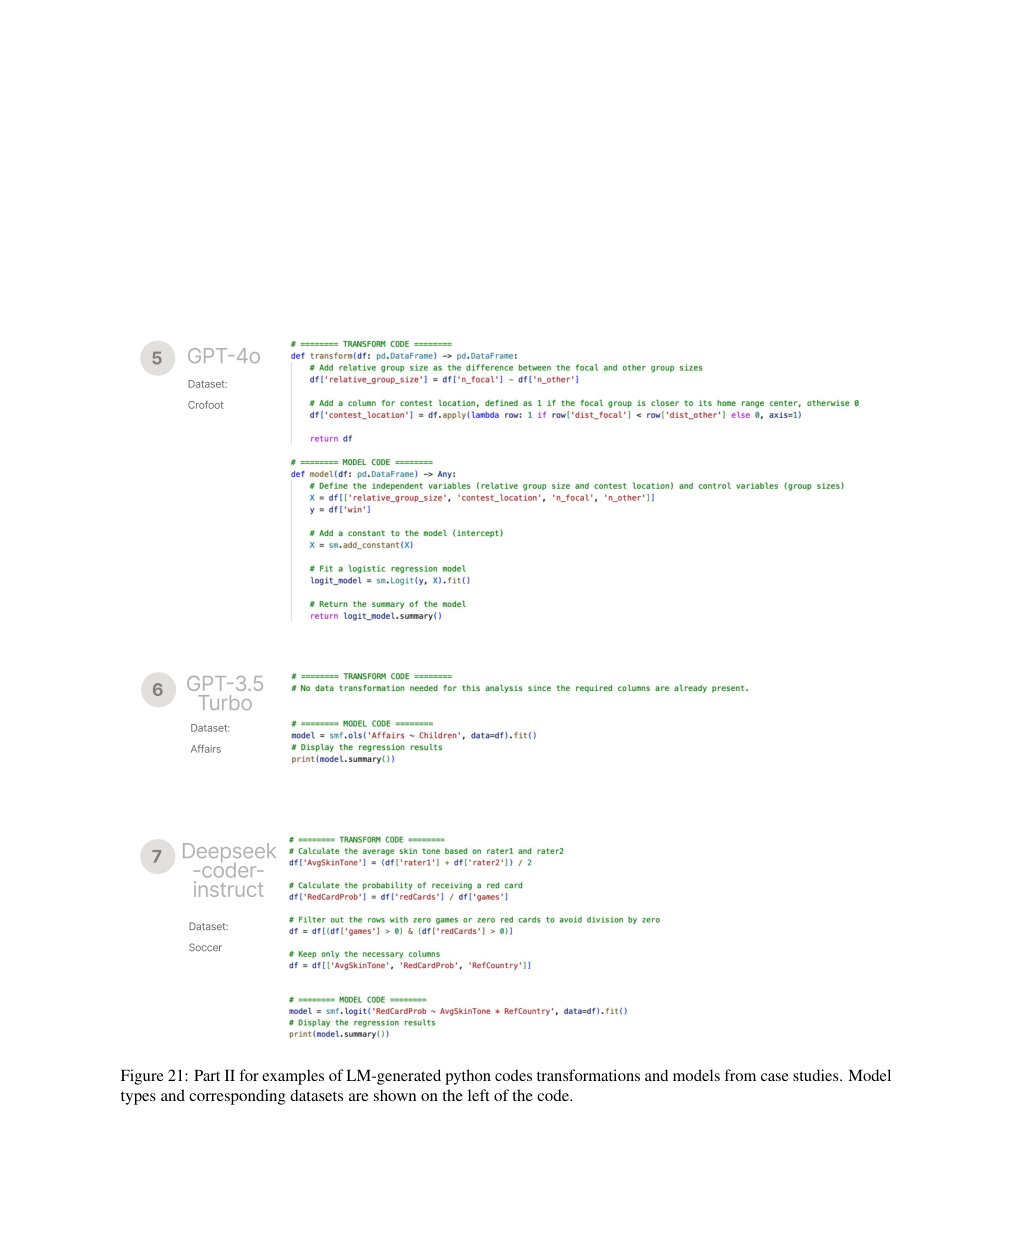 5
GPT-4o
Dataset:
Crofoot
# ======== TRANSFORM CODE ========
def transform(df: pd.DataFrame) -> pd.DataFrame:
# Add relative group size as the difference between the focal and other group sizes
df['relative_group_size'] = df['n_focal'] - df['n_other']
# Add a column for contest location, defined as 1 if the focal group is closer to its home range center, otherwise 0
df['contest_location'] = df.apply(lambda row: 1 if row['dist_focal'] < row['dist_other'] else 0, axis=1)
return df
# ======== MODEL CODE ========
def model(df: pd.DataFrame) -> Any:
# Define the independent variables (relative group size and contest location) and control variables (group sizes)
X = df[['relative_group_size', 'contest_location', 'n_focal', 'n_other']]
y = df['win']
# Add a constant to the model (intercept)
X = sm.add_constant(X)
# Fit a logistic regression model
logit_model = sm.Logit(y, X).fit()
# Return the summary of the model
return logit_model.summary()
6
GPT-3.5
Turbo
Dataset:
Affairs
# ======== TRANSFORM CODE ========
# No data transformation needed for this analysis since the required columns are already present.
# ======== MODEL CODE ========
model = smf.ols('Affairs ~ Children', data=df).fit()
# Display the regression results
print(model.summary())
7
Deepseek
-coder-
instruct
Dataset:
Soccer
# ======== TRANSFORM CODE ========
# Calculate the average skin tone based on rater1 and rater2
df['AvgSkinTone'] = (df['rater1'] + df['rater2']) / 2
# Calculate the probability of receiving a red card
df['RedCardProb'] = df['redCards'] / df['games']
# Filter out the rows with zero games or zero red cards to avoid division by zero
df = df[(df['games'] > 0) & (df['redCards'] > 0)]
# Keep only the necessary columns
df = df[['AvgSkinTone', 'RedCardProb', 'RefCountry']]
# ======== MODEL CODE ========
model = smf.logit('RedCardProb ~ AvgSkinTone * RefCountry', data=df).fit()
# Display the regression results
print(model.summary())
Figure 21: Part II for examples of LM-generated python codes transformations and models from case studies. Model
types and corresponding datasets are shown on the left of the code.